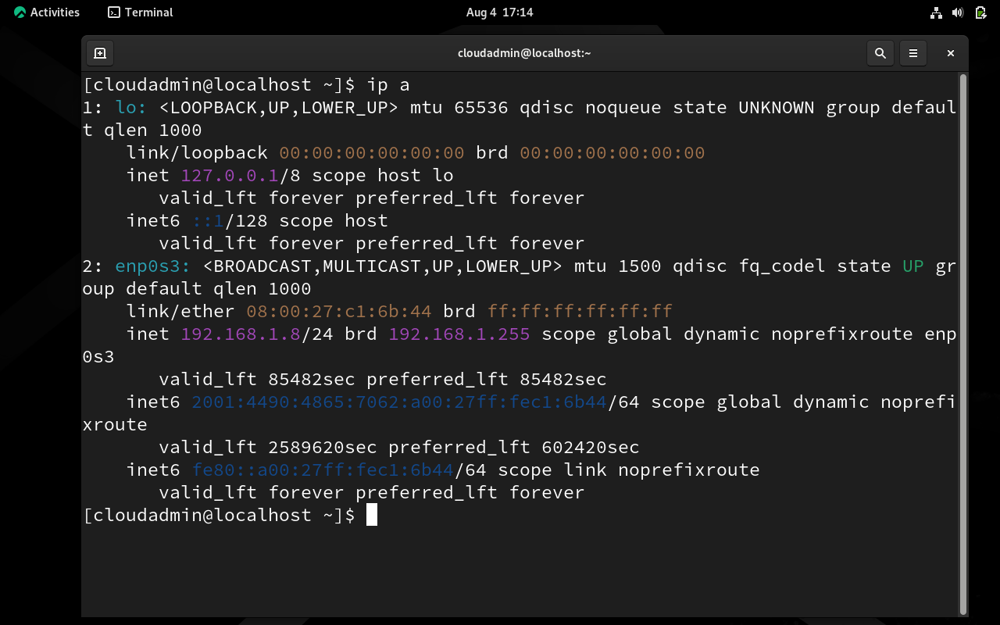 Activities Terminal Aug 4 17:14
cloudadmin@localhost:~
[cloudadmin@localhost ~]$ ip a
1: lo: <LOOPBACK,UP,LOWER_UP> mtu 65536 qdisc noqueue state UNKNOWN group defaul
t qlen 1000
    link/loopback 00:00:00:00:00:00 brd 00:00:00:00:00:00
    inet 127.0.0.1/8 scope host lo
       valid_lft forever preferred_lft forever
    inet6 ::1/128 scope host
       valid_lft forever preferred_lft forever
2: enp0s3: <BROADCAST,MULTICAST,UP,LOWER_UP> mtu 1500 qdisc fq_codel state UP gr
oup default qlen 1000
    link/ether 08:00:27:c1:6b:44 brd ff:ff:ff:ff:ff:ff
    inet 192.168.1.8/24 brd 192.168.1.255 scope global dynamic noprefixroute enp
0s3
       valid_lft 85482sec preferred_lft 85482sec
    inet6 2001:4490:4865:7062:a00:27ff:fec1:6b44/64 scope global dynamic noprefi
xroute
       valid_lft 2589620sec preferred_lft 602420sec
    inet6 fe80::a00:27ff:fec1:6b44/64 scope link noprefixroute
       valid_lft forever preferred_lft forever
[cloudadmin@localhost ~]$